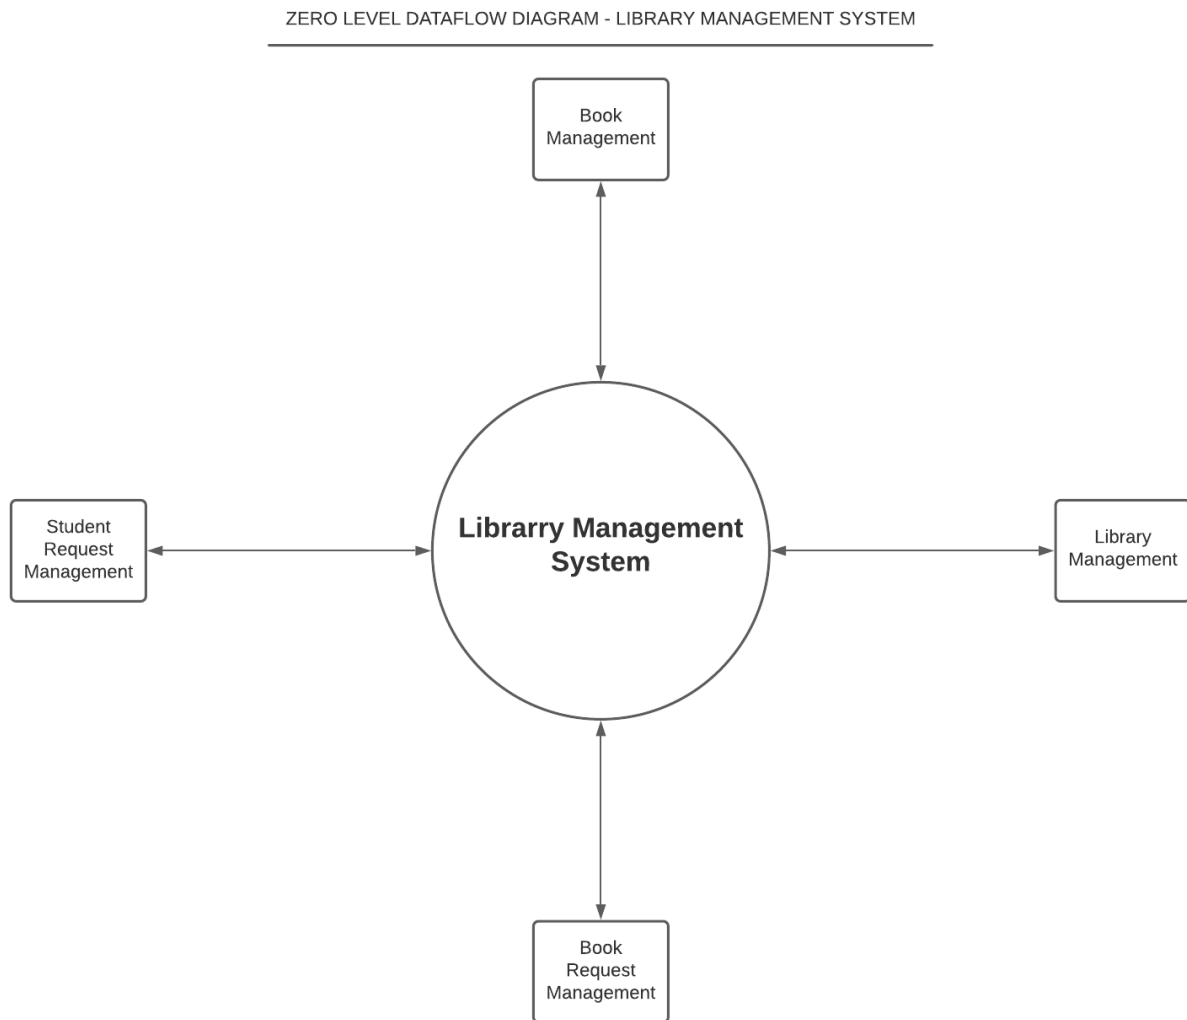 ZERO LEVEL DATAFLOW DIAGRAM - LIBRARY MANAGEMENT SYSTEM
Book
Management
Student
Request
Management
Librarry Management
System
Library
Management
Book
Request
Management